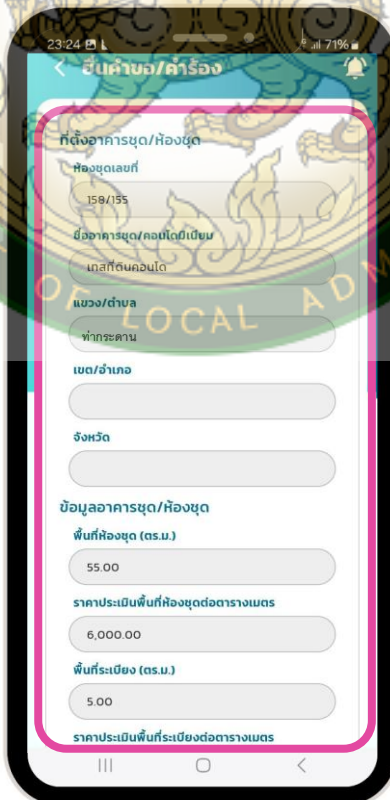 23:24
71%
ยื่นคำขอ/คำร้อง
ที่ตั้งอาคารชุด/ห้องชุด
ห้องชุดเลขที่
158/155
ชื่ออาคารชุด/คอนโดมิเนียม
เทสที่ดินคอนโด
แขวง/ตำบล
OF LOCAL ADM
ท่ากระดาน
เขต/อำเภอ
จังหวัด
ข้อมูลอาคารชุด/ห้องชุด
พื้นที่ห้องชุด (ตร.ม.)
55.00
ราคาประเมินพื้นที่ห้องชุดต่อตารางเมตร
6,000.00
พื้นที่ระเบียง (ตร.ม.)
5.00
ราคาประเมินพื้นที่ระเบียงต่อตารางเมตร